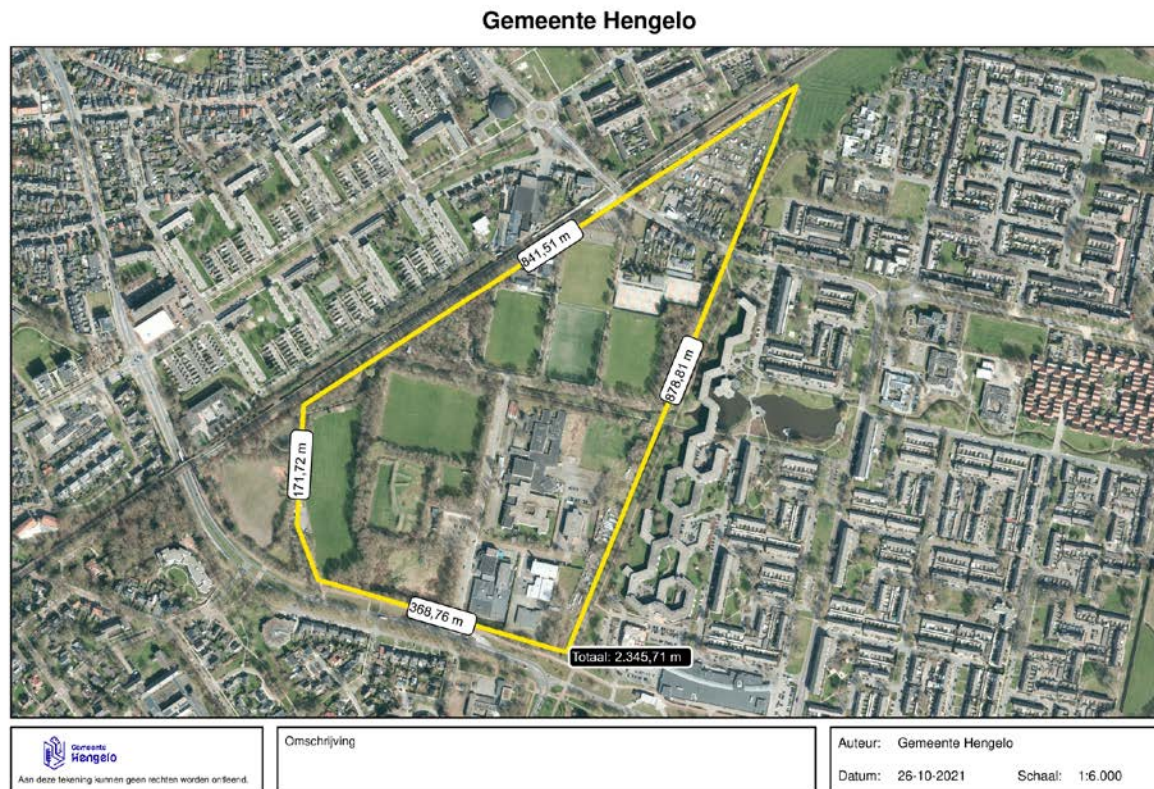 Gemeente Hengelo
841,51 m
878,81 m
171,72 m
368,76 m
Totaal: 2.345,71 m
Gemeente
Hengelo
Aan deze tekening kunnen geen rechten worden ontleend.
Omschrijving
Auteur: Gemeente Hengelo
Datum: 26-10-2021 Schaal: 1:6.000